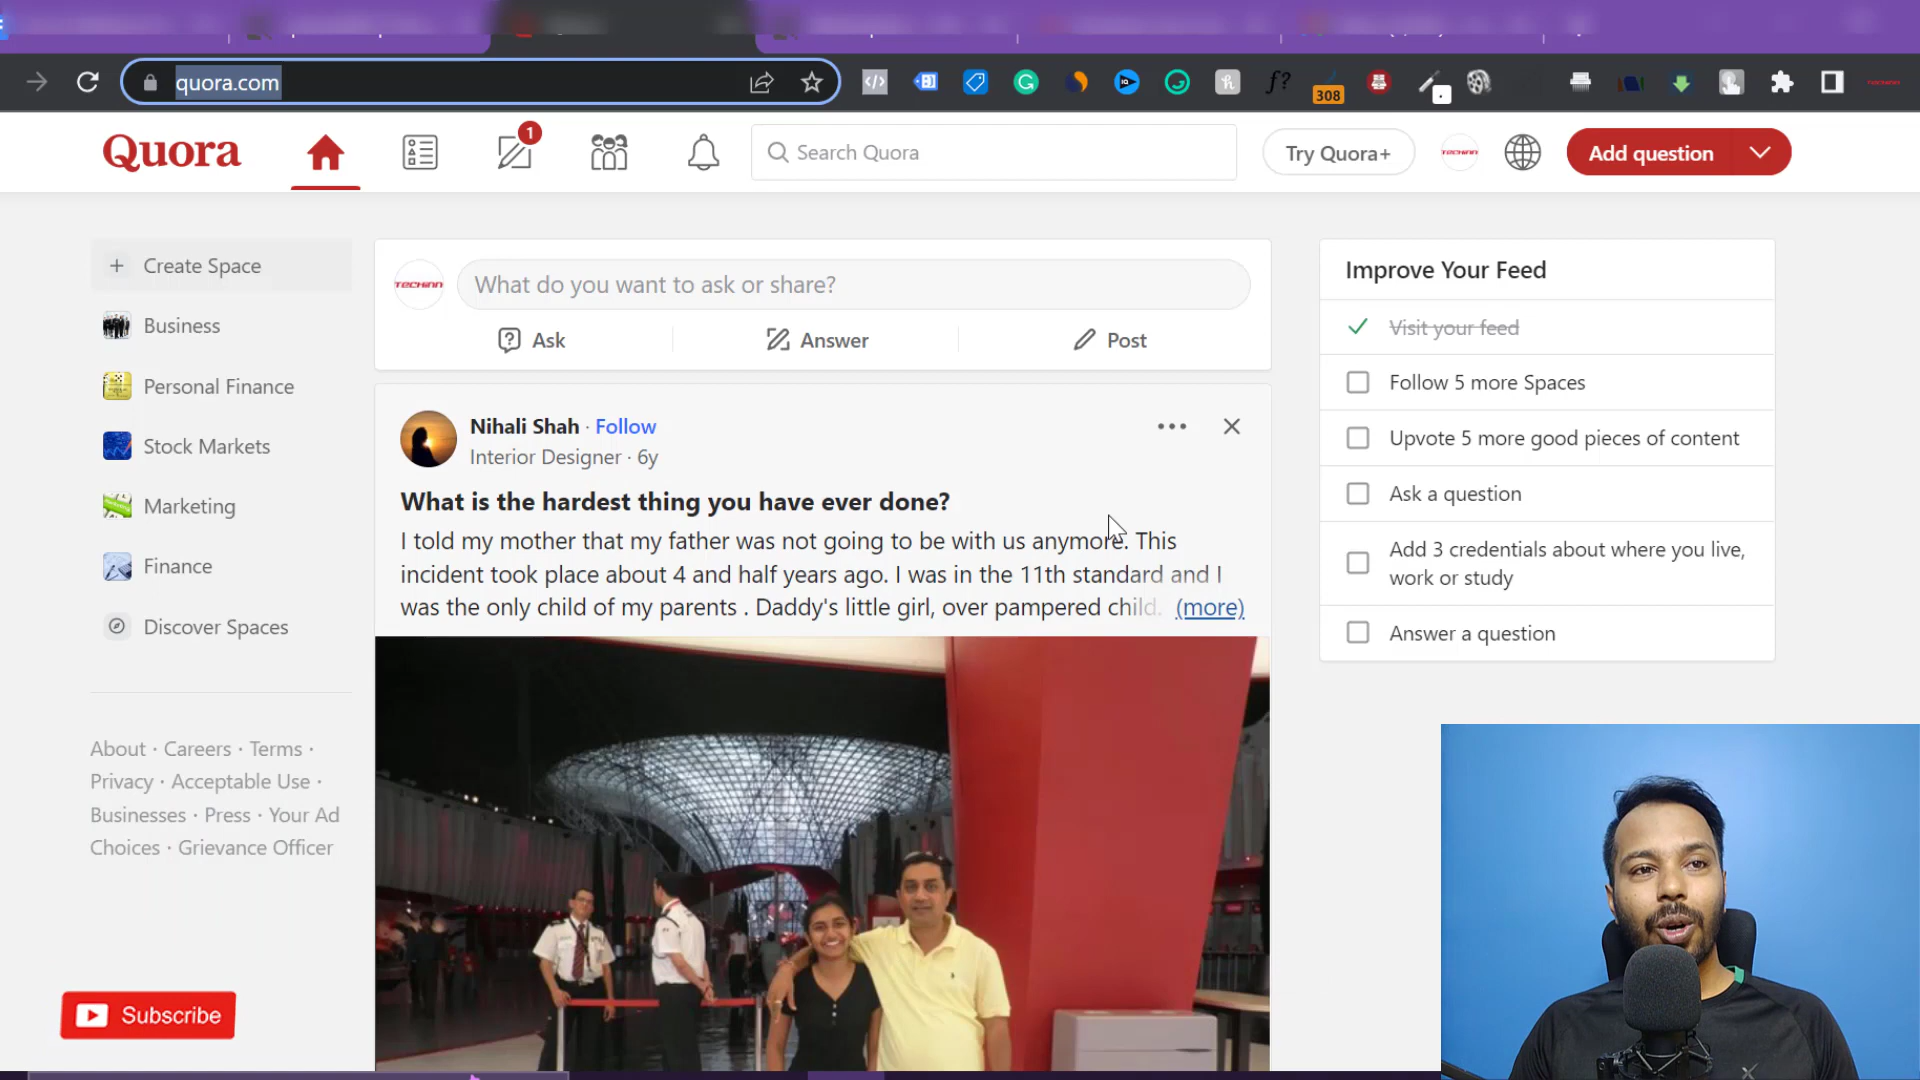 quora.com
308
Quora
1
Search Quora
Try Quora+
TECHINN
Add question
Create Space
Business
Personal Finance
Stock Markets
Marketing
Finance
Discover Spaces
About · Careers · Terms ·
Privacy · Acceptable Use ·
Businesses · Press · Your Ad
Choices · Grievance Officer
TECHINN
What do you want to ask or share?
Ask
Answer
Post
Nihali Shah · Follow
Interior Designer · 6y
What is the hardest thing you have ever done?
I told my mother that my father was not going to be with us anymore. This
incident took place about 4 and half years ago. I was in the 11th standard and I
was the only child of my parents . Daddy's little girl, over pampered child. (more)
Improve Your Feed
Visit your feed
Follow 5 more Spaces
Upvote 5 more good pieces of content
Ask a question
Add 3 credentials about where you live,
work or study
Answer a question
Subscribe